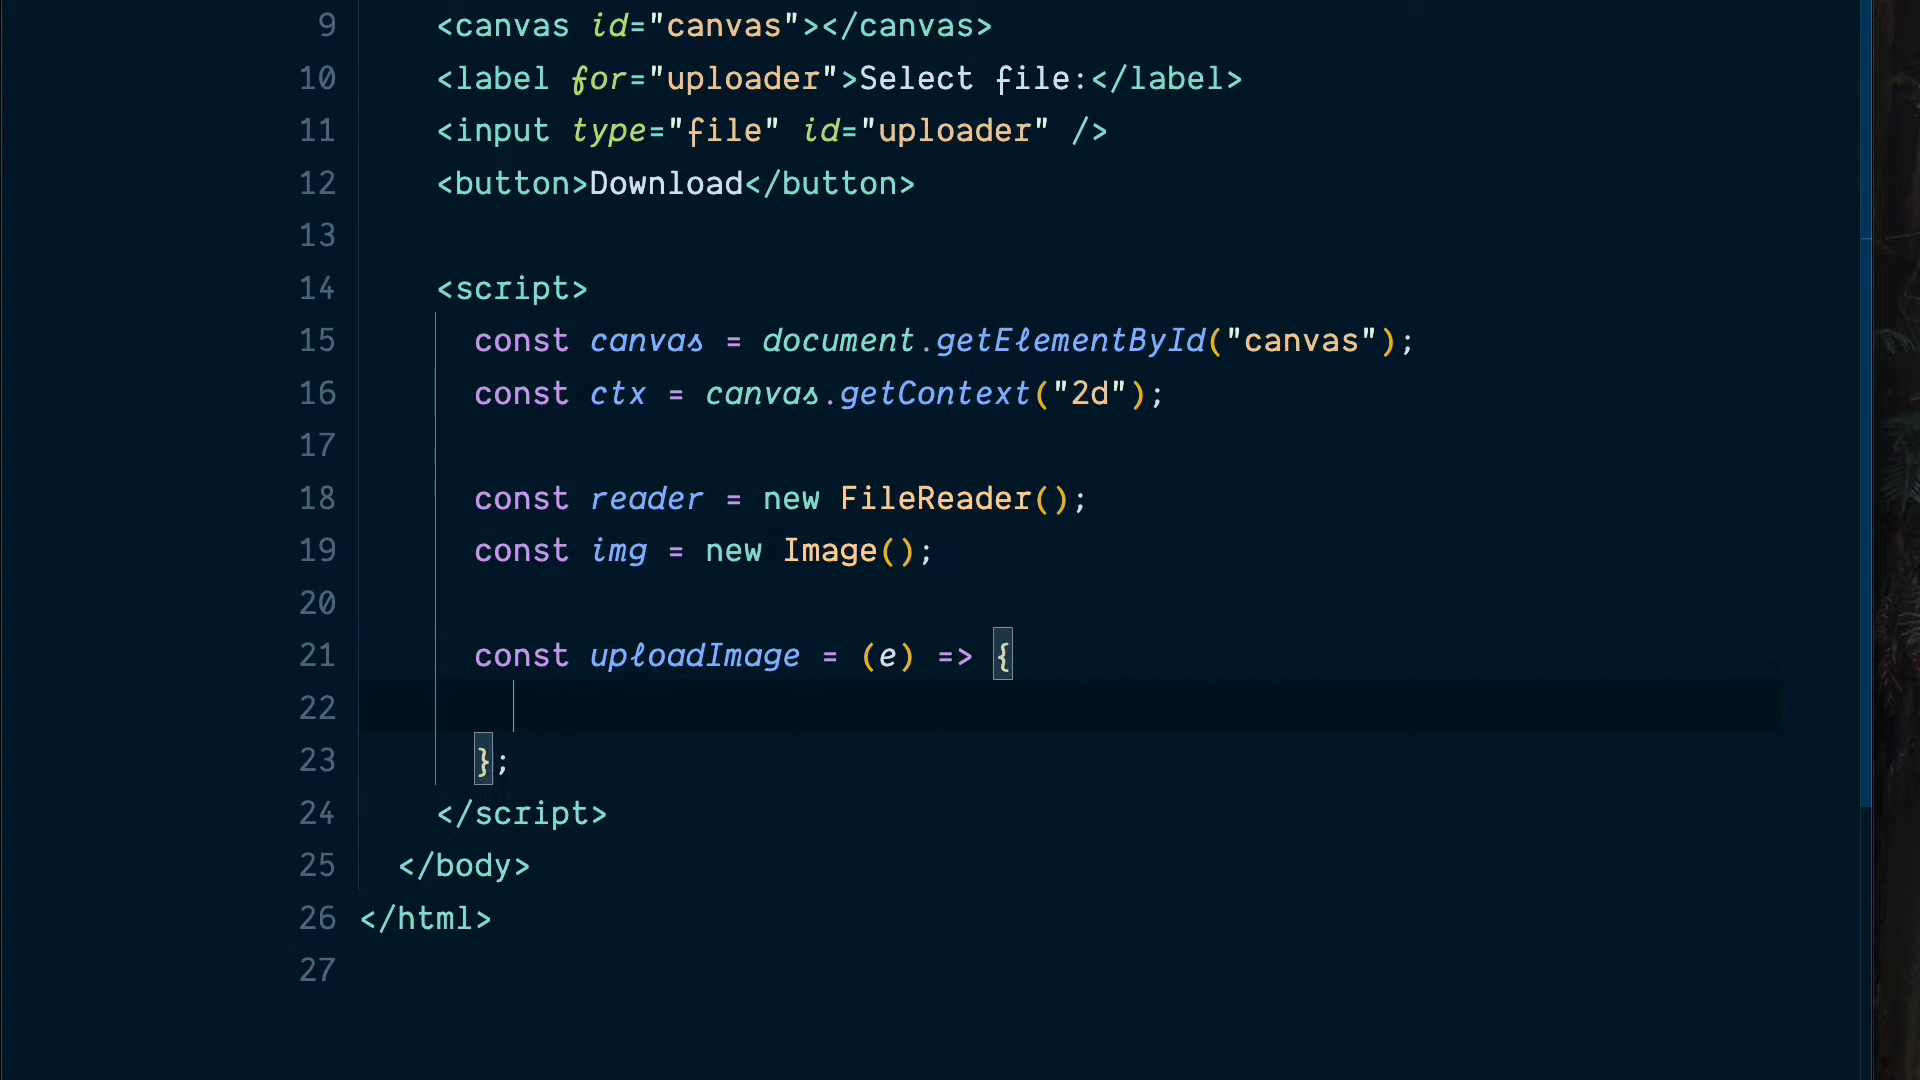 9 <canvas id="canvas"></canvas>
10 <label for="uploader">Select file:</label>
11 <input type="file" id="uploader" />
12 <button>Download</button>
13
14 <script>
15 const canvas = document.getElementById("canvas");
16 const ctx = canvas.getContext("2d");
17
18 const reader = new FileReader();
19 const img = new Image();
20
21 const uploadImage = (e) => {
22
23 };
24 </script>
25 </body>
26 </html>
27